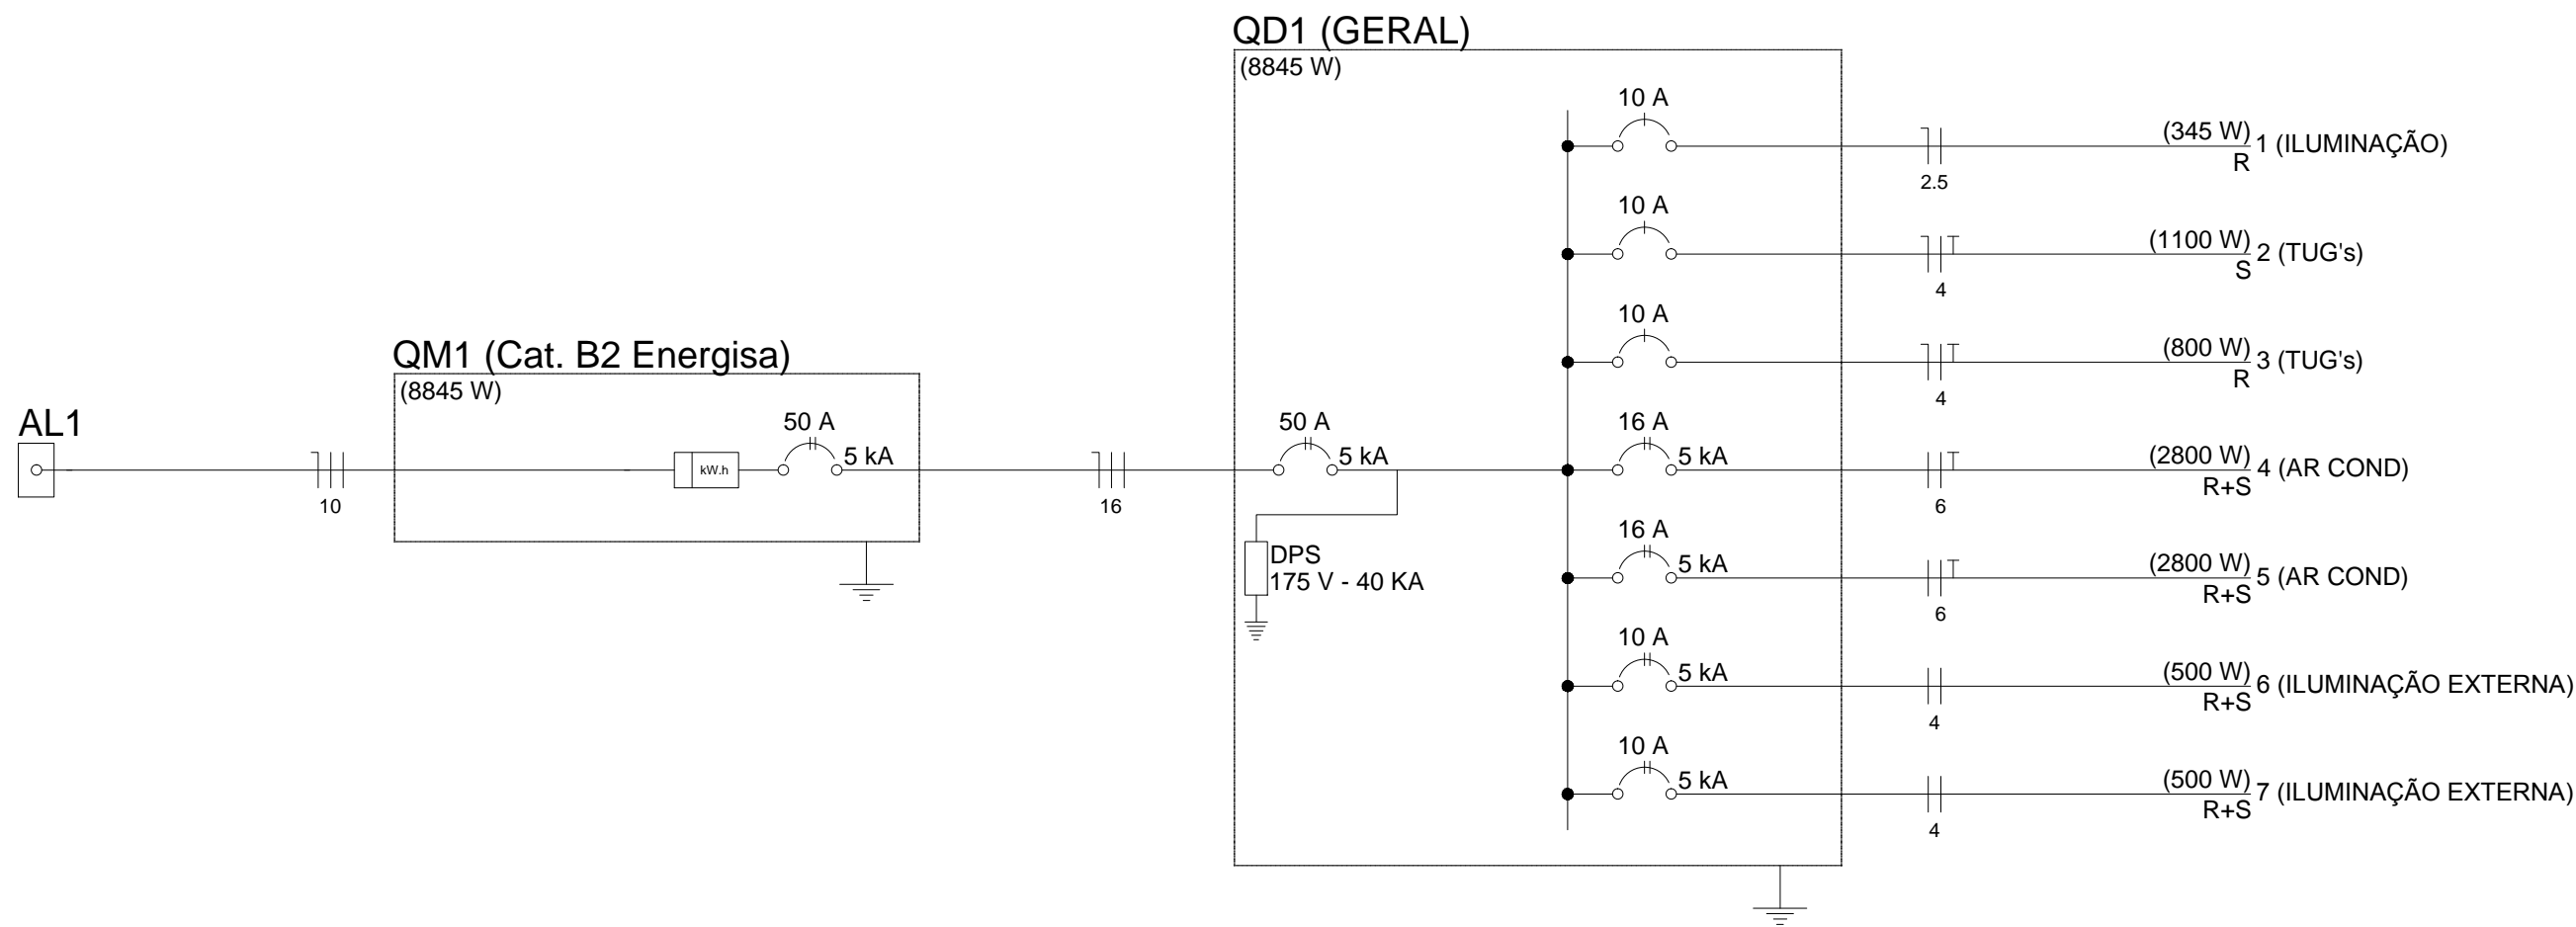 QD1 (GERAL)
(8845 W)
10 A
(345 W)
1 (ILUMINAÇÃO)
R
2.5
10 A
(1100 W)
2 (TUG's)
S
4
10 A
(800 W)
3 (TUG's)
R
4
QM1 (Cat. B2 Energisa)
(8845 W)
AL1
10
kW.h
50 A
5 kA
16
50 A
5 kA
DPS
175 V - 40 KA
16 A
5 kA
(2800 W)
4 (AR COND)
R+S
6
16 A
5 kA
(2800 W)
5 (AR COND)
R+S
6
10 A
5 kA
(500 W)
6 (ILUMINAÇÃO EXTERNA)
R+S
4
10 A
5 kA
(500 W)
7 (ILUMINAÇÃO EXTERNA)
R+S
4